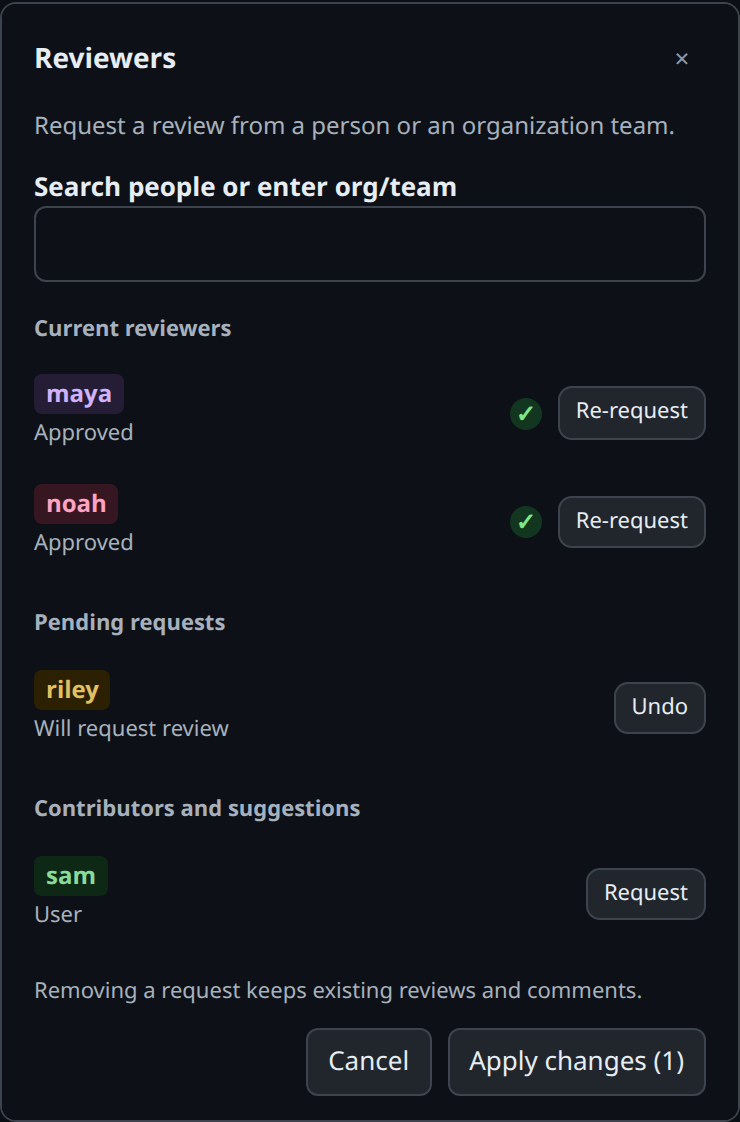 Reviewers ×
Request a review from a person or an organization team.
Search people or enter org/team
Current reviewers
maya
Approved
✓ Re-request
noah
Approved
✓ Re-request
Pending requests
riley
Will request review
Undo
Contributors and suggestions
sam
User
Request
Removing a request keeps existing reviews and comments.
Cancel Apply changes (1)